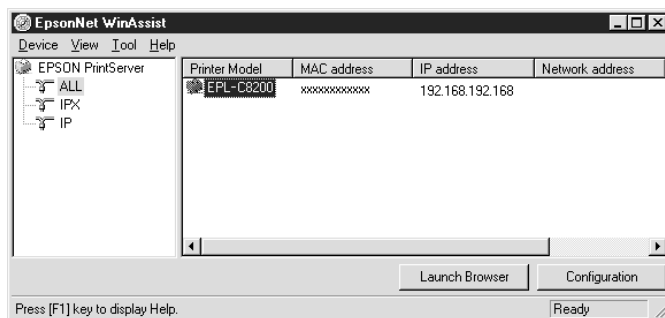 EpsonNet WinAssist
Device View Tool Help
EPSON PrintServer
ALL
IPX
IP
Printer Model MAC address IP address Network address
EPL-C8200 xxxxxxxxxxxx 192.168.192.168
Launch Browser Configuration
Press [F1] key to display Help. Ready